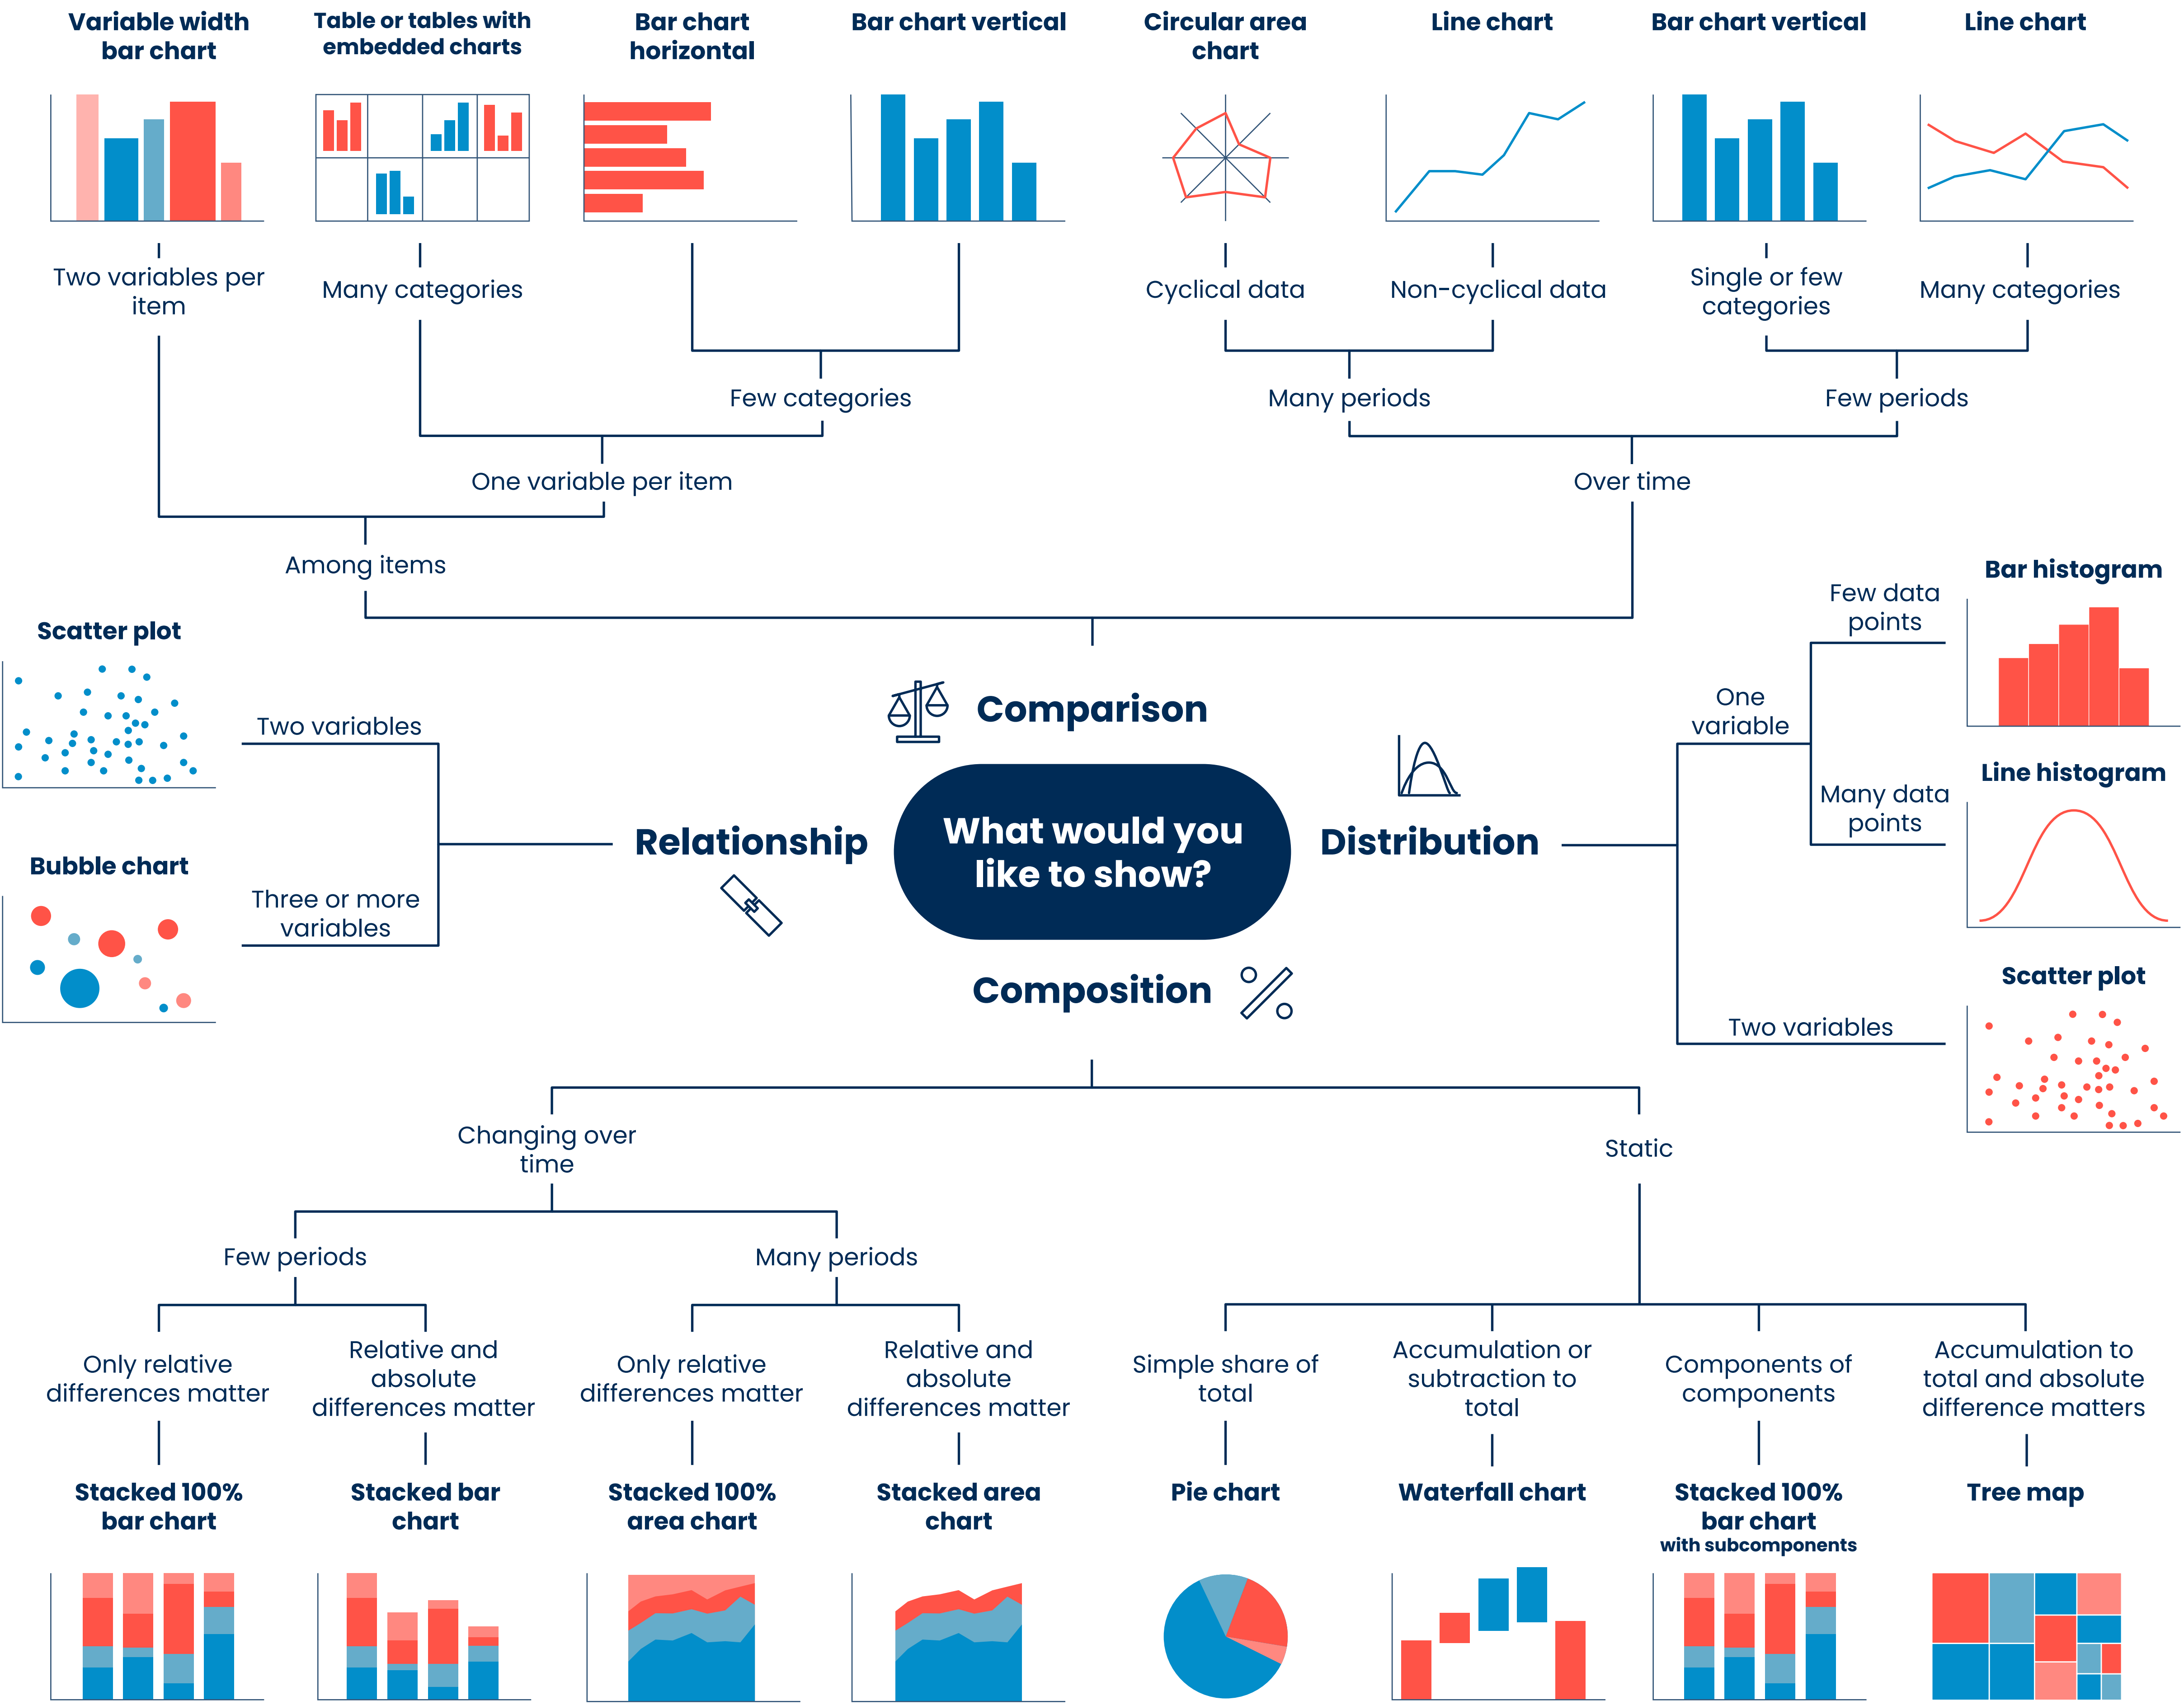 Variable width
bar chart
Table or tables with
embedded charts
Bar chart
horizontal
Bar chart vertical
Circular area
chart
Line chart
Bar chart vertical
Line chart
Two variables per
item
Many categories
Cyclical data
Non-cyclical data
Single or few
categories
Many categories
Few categories
Many periods
Few periods
One variable per item
Over time
Among items
Scatter plot
Two variables
Bubble chart
Three or more
variables
Relationship
Comparison
What would you
like to show?
Composition
Distribution
One
variable
Few data
points
Bar histogram
Many data
points
Line histogram
Two variables
Scatter plot
Changing over
time
Static
Few periods
Many periods
Only relative
differences matter
Relative and
absolute
differences matter
Only relative
differences matter
Relative and
absolute
differences matter
Simple share of
total
Accumulation or
subtraction to
total
Components of
components
Accumulation to
total and absolute
difference matters
Stacked 100%
bar chart
Stacked bar
chart
Stacked 100%
area chart
Stacked area
chart
Pie chart
Waterfall chart
Stacked 100%
bar chart
with subcomponents
Tree map